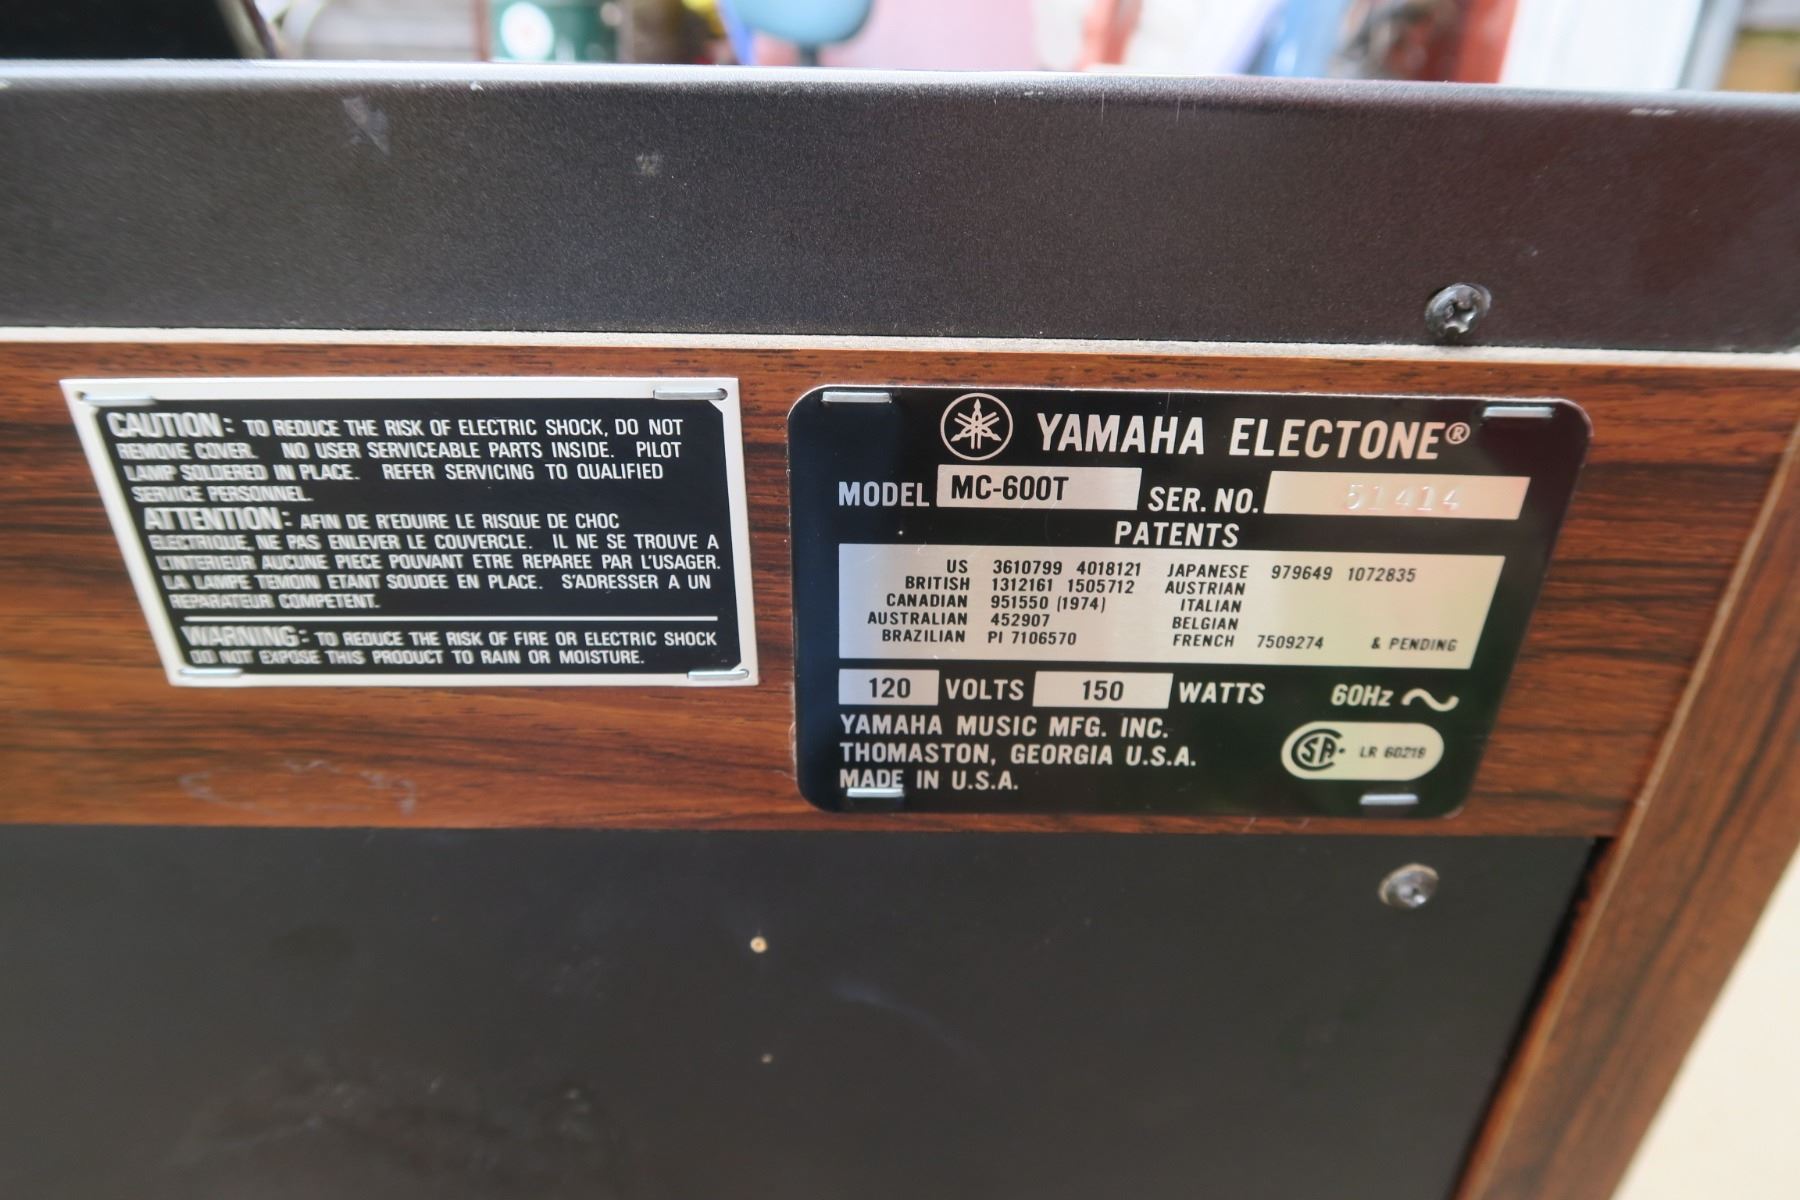 CAUTION: TO REDUCE THE RISK OF ELECTRIC SHOCK, DO NOT
REMOVE COVER. NO USER SERVICEABLE PARTS INSIDE. PILOT
LAMP SOLDERED IN PLACE. REFER SERVICING TO QUALIFIED
SERVICE PERSONNEL.
ATTENTION: AFIN DE R'EDUIRE LE RISQUE DE CHOC
ELECTRIQUE, NE PAS ENLEVER LE COUVERCLE. IL NE SE TROUVE A
L'INTERIEUR AUCUNE PIECE POUVANT ETRE REPAREE PAR L'USAGER.
LA LAMPE TEMOIN ETANT SOUDEE EN PLACE. S'ADRESSER A UN
REPARATEUR COMPETENT.
WARNING: TO REDUCE THE RISK OF FIRE OR ELECTRIC SHOCK
DO NOT EXPOSE THIS PRODUCT TO RAIN OR MOISTURE.
YAMAHA ELECTONE®
MODEL MC-600T SER. NO. 51414
PATENTS
US 3610799 4018121 JAPANESE 979649 1072835
BRITISH 1312161 1505712 AUSTRIAN
CANADIAN 951550 (1974) ITALIAN
AUSTRALIAN 452907 BELGIAN
BRAZILIAN PI 7106570 FRENCH 7509274 & PENDING
120 VOLTS 150 WATTS 60Hz
YAMAHA MUSIC MFG. INC.
THOMASTON, GEORGIA U.S.A.
MADE IN U.S.A.
CSA LR 60219